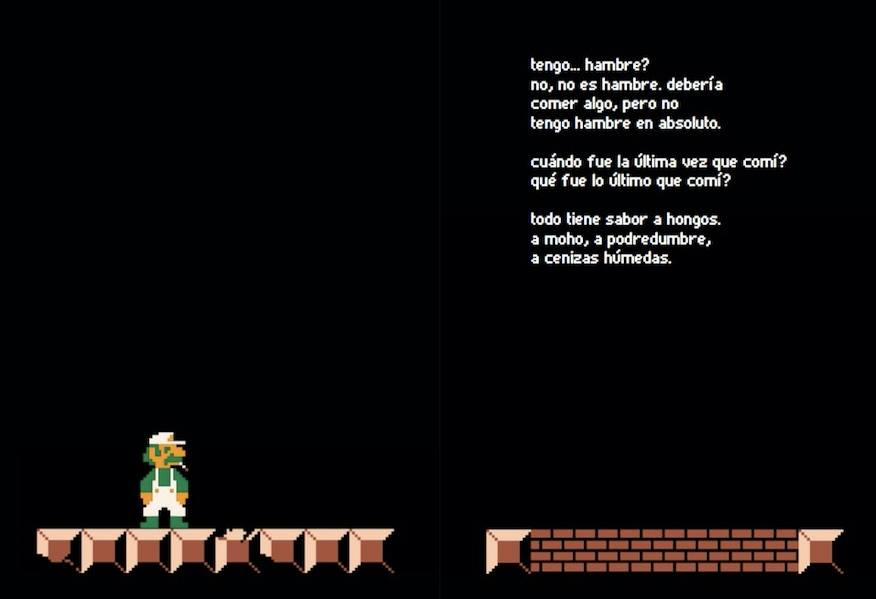 tengo... hambre?
no, no es hambre. debería
comer algo, pero no
tengo hambre en absoluto.
cuándo fue la última vez que comí?
qué fue lo último que comí?
todo tiene sabor a hongos.
a moho, a podredumbre,
a cenizas húmedas.